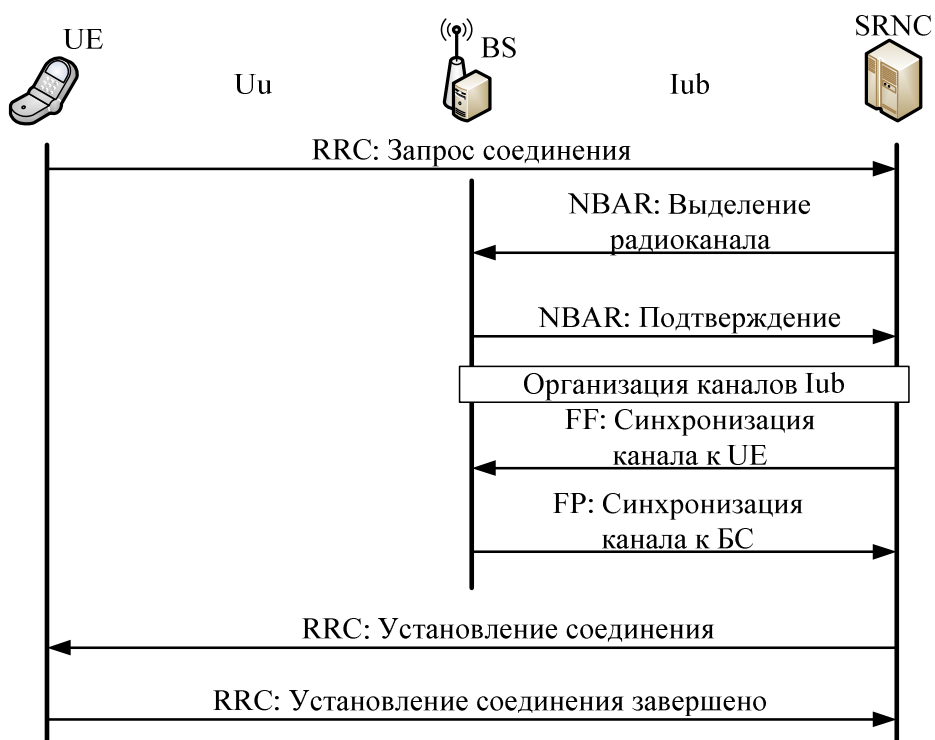 UE
BS
SRNC
Uu
Iub
RRC: Запрос соединения
NBAR: Выделение
радиоканала
NBAR: Подтверждение
Организация каналов Iub
FF: Синхронизация
канала к UE
FP: Синхронизация
канала к БС
RRC: Установление соединения
RRC: Установление соединения завершено